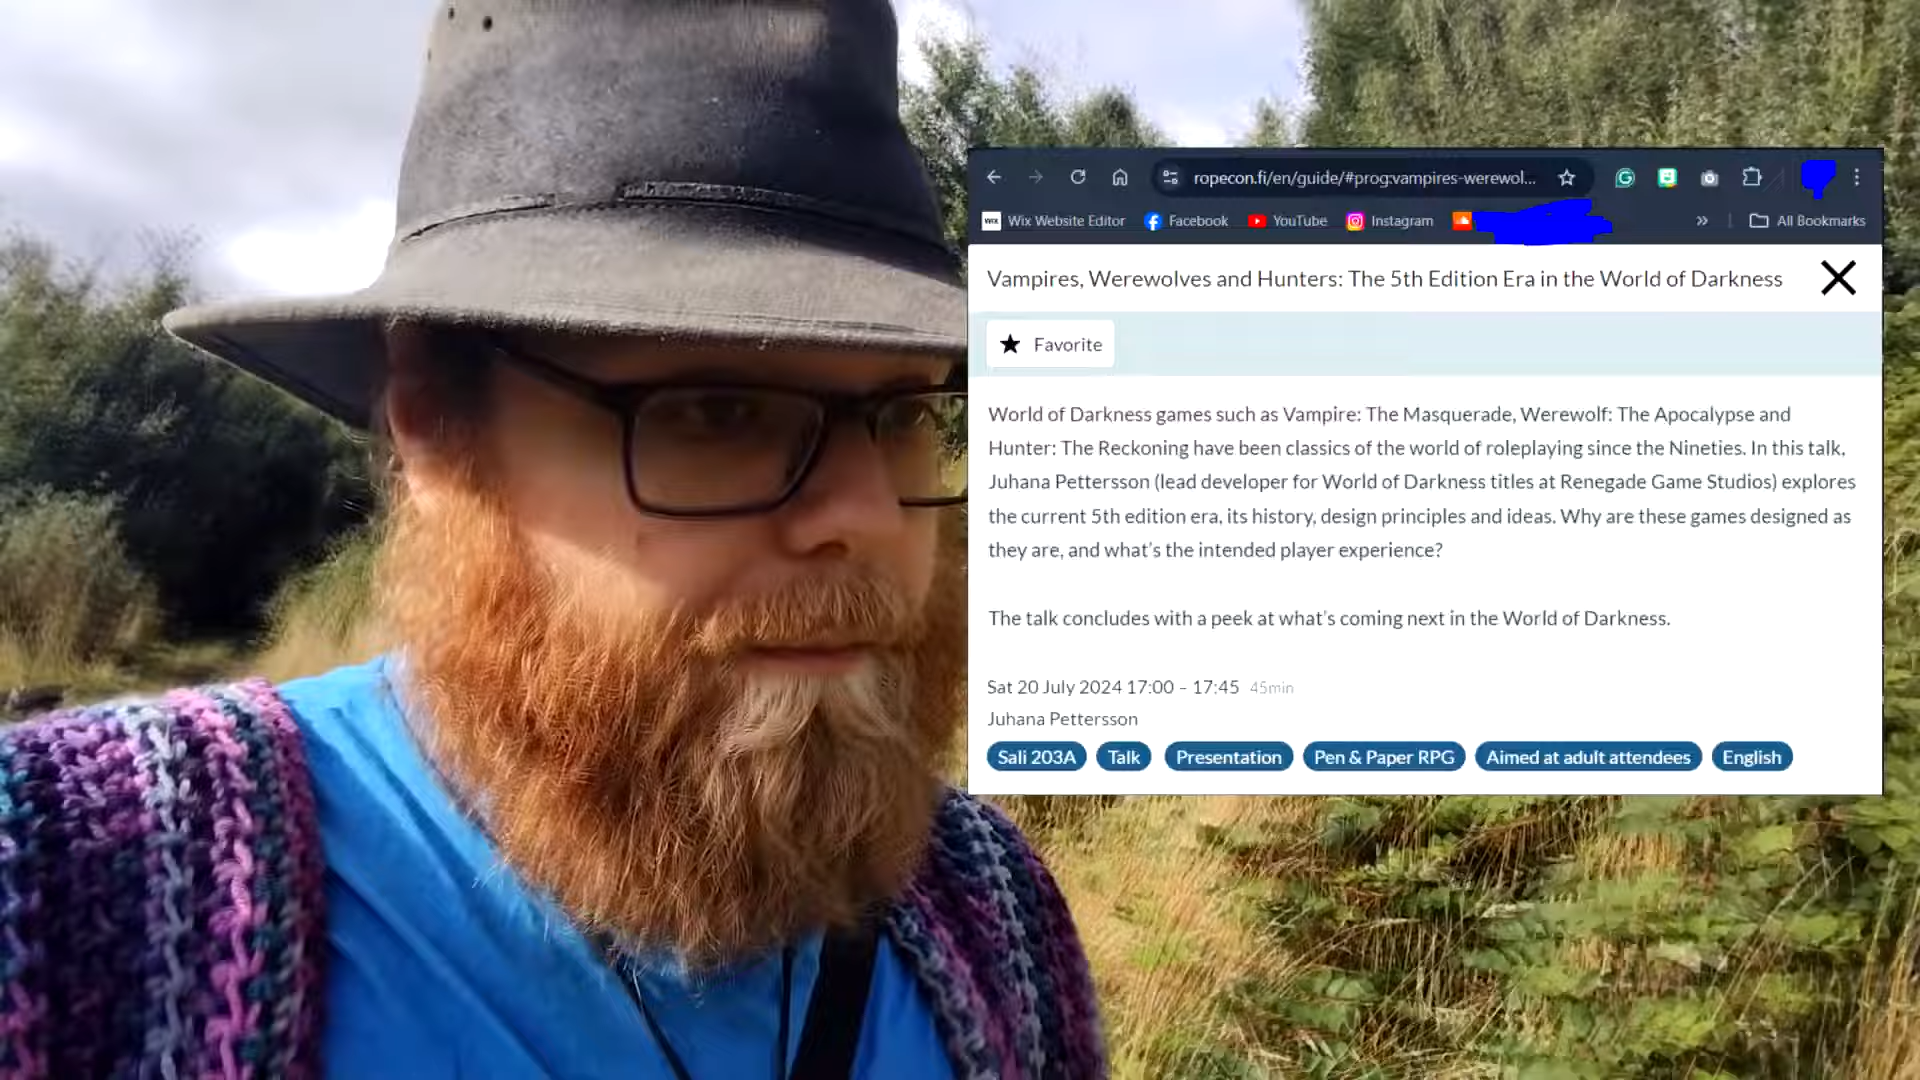 ropecon.fi/en/guide/#prog:vampires-werewol...
WiX Wix Website Editor Facebook YouTube Instagram » All Bookmarks
Vampires, Werewolves and Hunters: The 5th Edition Era in the World of Darkness
Favorite
World of Darkness games such as Vampire: The Masquerade, Werewolf: The Apocalypse and
Hunter: The Reckoning have been classics of the world of roleplaying since the Nineties. In this talk,
Juhana Pettersson (lead developer for World of Darkness titles at Renegade Game Studios) explores
the current 5th edition era, its history, design principles and ideas. Why are these games designed as
they are, and what's the intended player experience?
The talk concludes with a peek at what's coming next in the World of Darkness.
Sat 20 July 2024 17:00 – 17:45 45min
Juhana Pettersson
Sali 203A Talk Presentation Pen & Paper RPG Aimed at adult attendees English